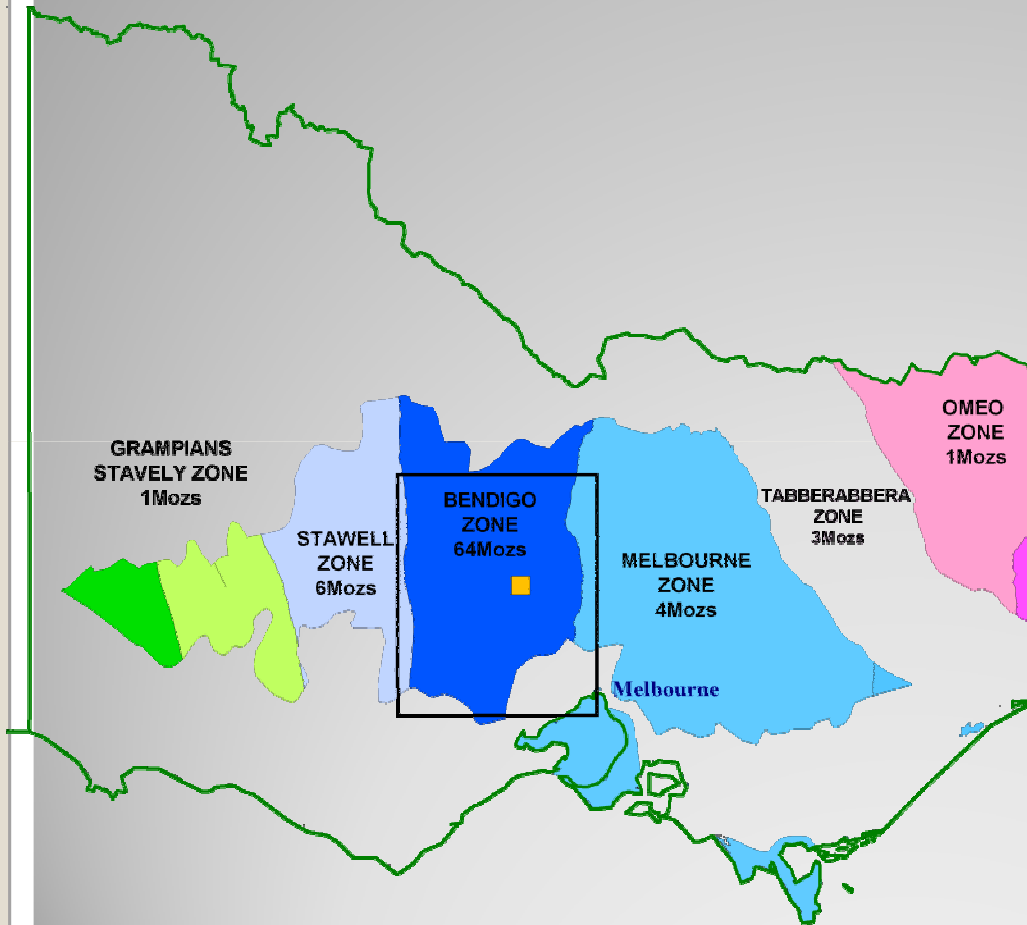 GRAMPIANS
STAVELY ZONE
1Mozs
STAWELL
ZONE
6Mozs
BENDIGO
ZONE
64Mozs
MELBOURNE
ZONE
4Mozs
TABBERABBERA
ZONE
3Mozs
OMEO
ZONE
1Mozs
Melbourne